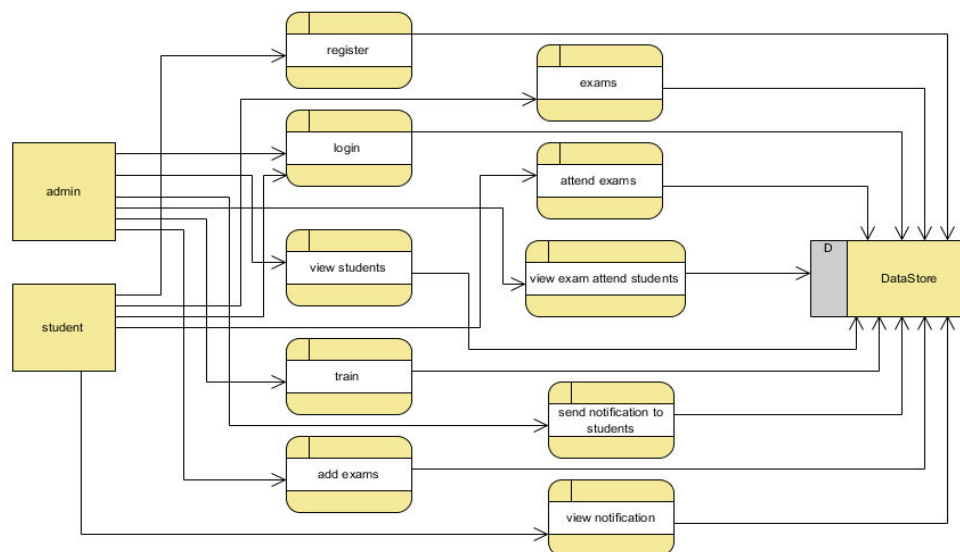 register
exams
login
admin
attend exams
D
view students
view exam attend students
DataStore
student
train
send notification to
students
add exams
view notification